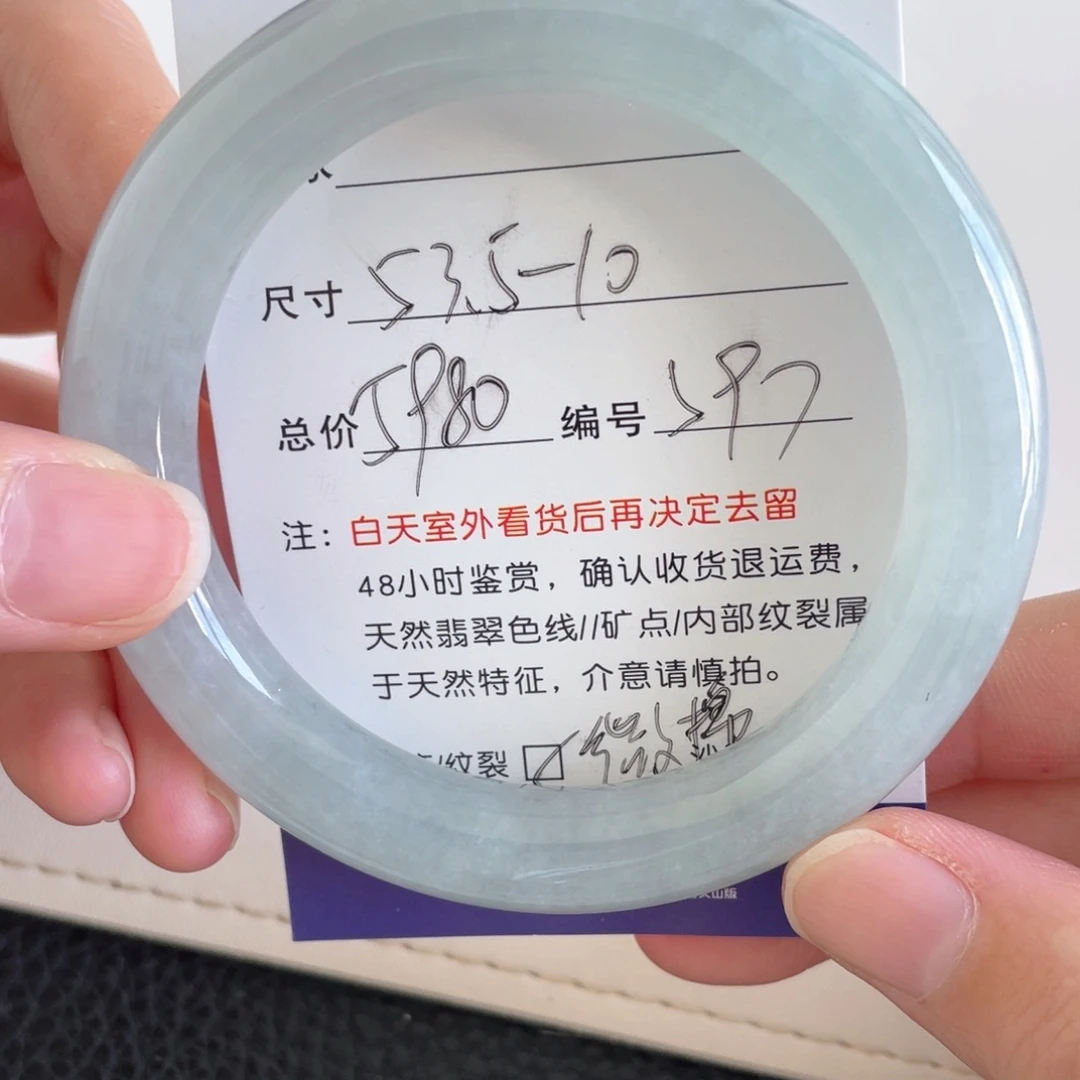 尺寸 53.5-10
总价 5980 编号 597
注：白天室外看货后再决定去留
48小时鉴赏，确认收货退运费，
天然翡翠色线//矿点/内部纹裂属
于天然特征，介意请慎拍。
/纹裂 微棉